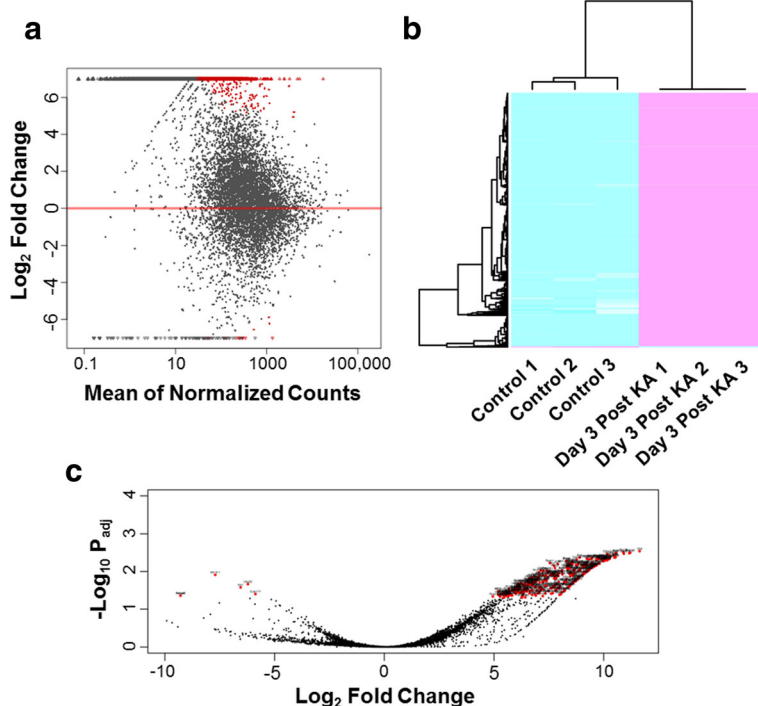 a
6
4
2
0
-2
-4
-6
Log2 Fold Change
0.1 10 1000 100,000
Mean of Normalized Counts
b
Control 1
Control 2
Control 3
Day 3 Post KA 1
Day 3 Post KA 2
Day 3 Post KA 3
c
4
3
2
1
0
-Log10 Padj
-10 -5 0 5 10
Log2 Fold Change